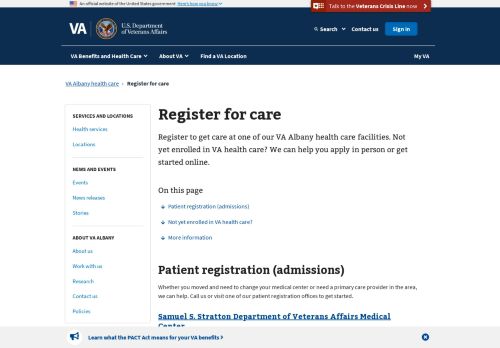 An official website of the United States government Here's how you know
Talk to the Veterans Crisis Line now
VA
U.S. Department
of Veterans Affairs
Search
Contact us
Sign in
VA Benefits and Health Care
About VA
Find a VA Location
My VA
VA Albany health care
Register for care
SERVICES AND LOCATIONS
Health services
Locations
NEWS AND EVENTS
Events
News releases
Stories
ABOUT VA ALBANY
About us
Work with us
Research
Contact us
Policies
Register for care
Register to get care at one of our VA Albany health care facilities. Not
yet enrolled in VA health care? We can help you apply in person or get
started online.
On this page
Patient registration (admissions)
Not yet enrolled in VA health care?
More information
Patient registration (admissions)
Whether you moved and need to change your medical center or need a primary care provider in the area,
we can help. Call us or visit one of our patient registration offices to get started.
Samuel S. Stratton Department of Veterans Affairs Medical
Center
Learn what the PACT Act means for your VA benefits